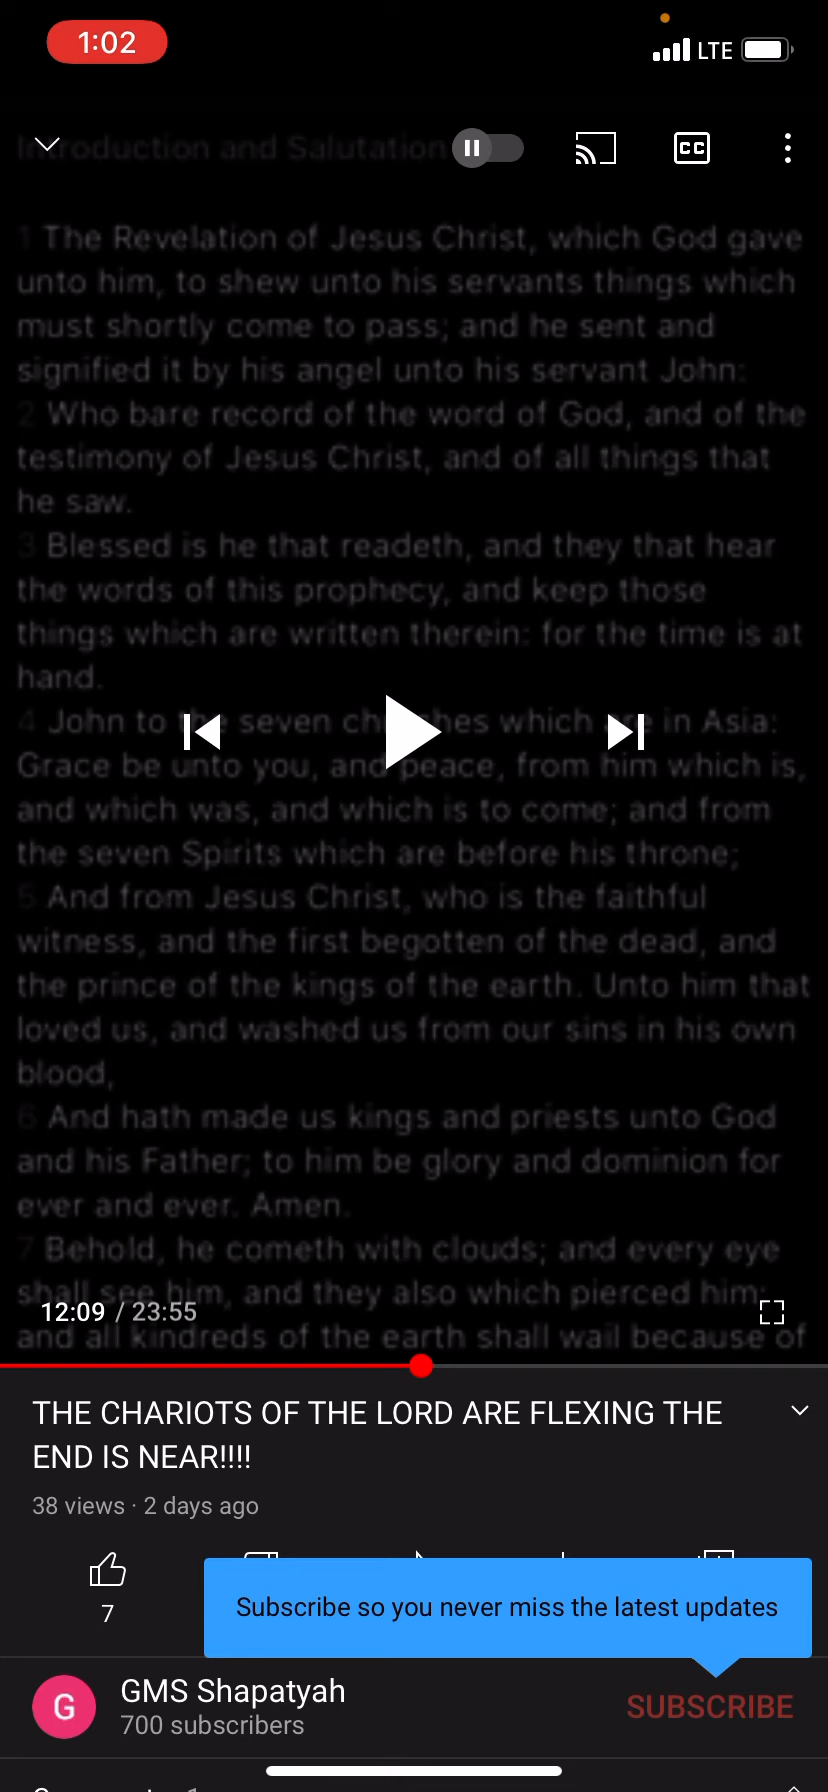 1:02
LTE
Introduction and Salutation
CC
1 The Revelation of Jesus Christ, which God gave
unto him, to shew unto his servants things which
must shortly come to pass; and he sent and
signified it by his angel unto his servant John:
2 Who bare record of the word of God, and of the
testimony of Jesus Christ, and of all things that
he saw.
3 Blessed is he that readeth, and they that hear
the words of this prophecy, and keep those
things which are written therein: for the time is at
hand.
4 John to the seven churches which are in Asia:
Grace be unto you, and peace, from him which is,
and which was, and which is to come; and from
the seven Spirits which are before his throne;
5 And from Jesus Christ, who is the faithful
witness, and the first begotten of the dead, and
the prince of the kings of the earth. Unto him that
loved us, and washed us from our sins in his own
blood,
6 And hath made us kings and priests unto God
and his Father; to him be glory and dominion for
ever and ever. Amen.
7 Behold, he cometh with clouds; and every eye
shall see him, and they also which pierced him:
12:09 / 23:55
and all kindreds of the earth shall wail because of
THE CHARIOTS OF THE LORD ARE FLEXING THE
END IS NEAR!!!!
38 views · 2 days ago
7
Subscribe so you never miss the latest updates
G
GMS Shapatyah
700 subscribers
SUBSCRIBE